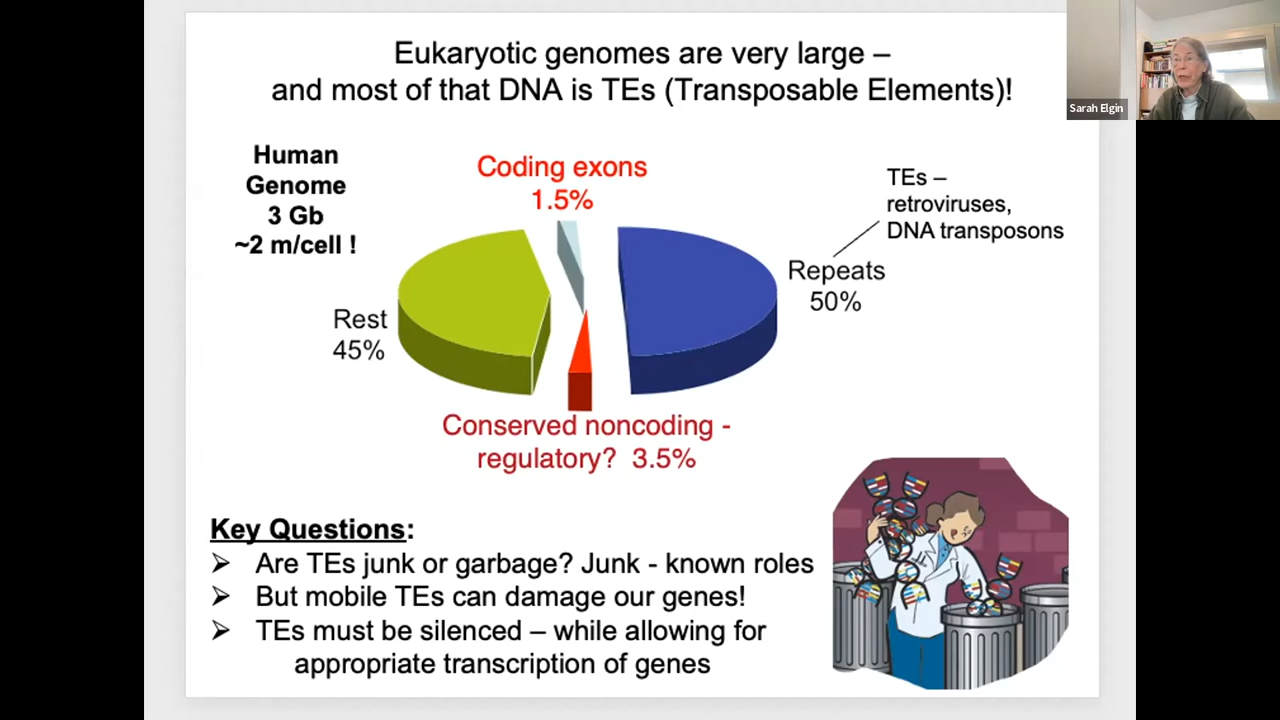 Eukaryotic genomes are very large –
and most of that DNA is TEs (Transposable Elements)!
Sarah Elgin
Human
Genome
3 Gb
~2 m/cell !
Coding exons
1.5%
TEs –
retroviruses,
DNA transposons
Repeats
50%
Rest
45%
Conserved noncoding -
regulatory? 3.5%
Key Questions:
Are TEs junk or garbage? Junk - known roles
But mobile TEs can damage our genes!
TEs must be silenced – while allowing for
appropriate transcription of genes